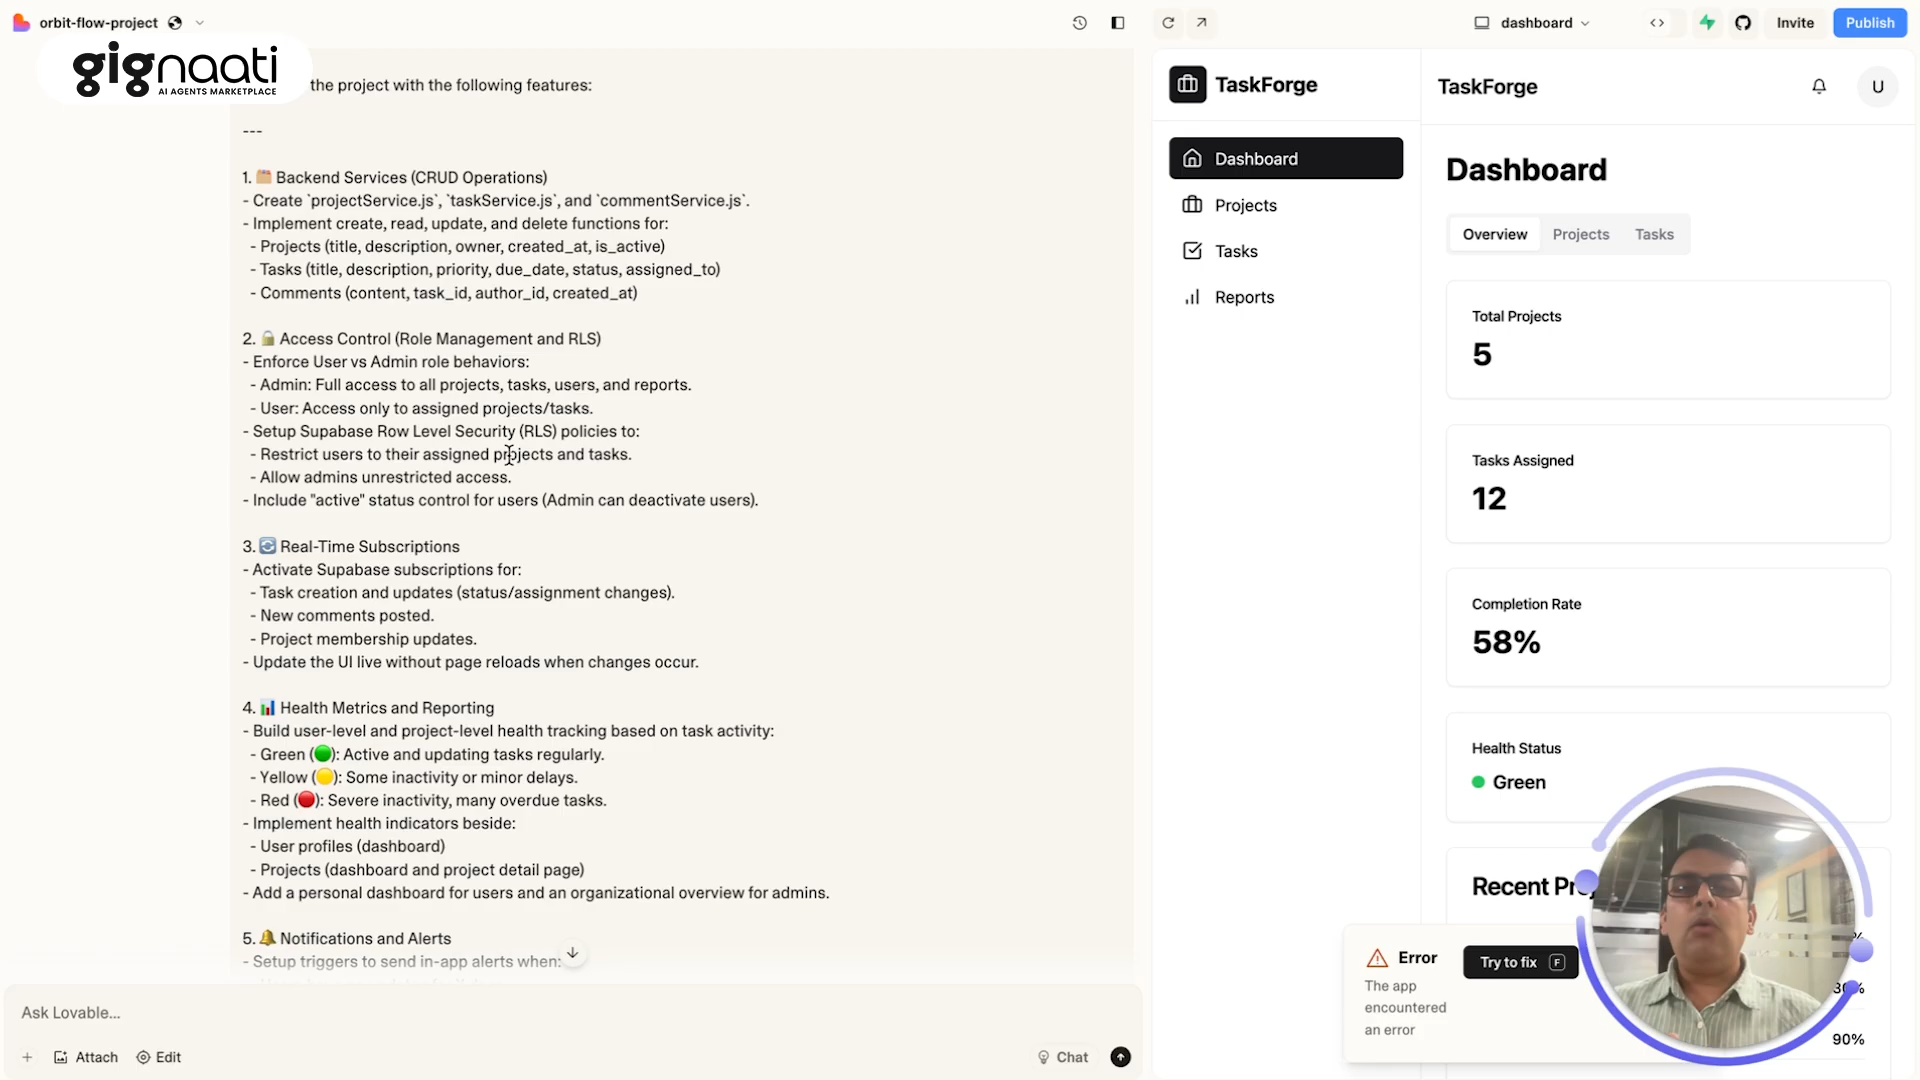 orbit-flow-project
dashboard
Invite
Publish
gignaati
AI AGENTS MARKETPLACE
the project with the following features:
---
1. 🗂️ Backend Services (CRUD Operations)
- Create `projectService.js`, `taskService.js`, and `commentService.js`.
- Implement create, read, update, and delete functions for:
- Projects (title, description, owner, created_at, is_active)
- Tasks (title, description, priority, due_date, status, assigned_to)
- Comments (content, task_id, author_id, created_at)
2. 🔒 Access Control (Role Management and RLS)
- Enforce User vs Admin role behaviors:
- Admin: Full access to all projects, tasks, users, and reports.
- User: Access only to assigned projects/tasks.
- Setup Supabase Row Level Security (RLS) policies to:
- Restrict users to their assigned projects and tasks.
- Allow admins unrestricted access.
- Include "active" status control for users (Admin can deactivate users).
3. 🔄 Real-Time Subscriptions
- Activate Supabase subscriptions for:
- Task creation and updates (status/assignment changes).
- New comments posted.
- Project membership updates.
- Update the UI live without page reloads when changes occur.
4. 📊 Health Metrics and Reporting
- Build user-level and project-level health tracking based on task activity:
- Green (🟢): Active and updating tasks regularly.
- Yellow (🟡): Some inactivity or minor delays.
- Red (🔴): Severe inactivity, many overdue tasks.
- Implement health indicators beside:
- User profiles (dashboard)
- Projects (dashboard and project detail page)
- Add a personal dashboard for users and an organizational overview for admins.
5. 🔔 Notifications and Alerts
- Setup triggers to send in-app alerts when:
Ask Lovable...
Attach
Edit
Chat
TaskForge
Dashboard
Projects
Tasks
Reports
TaskForge
U
Dashboard
Overview
Projects
Tasks
Total Projects
5
Tasks Assigned
12
Completion Rate
58%
Health Status
Green
Recent
90%
Error
Try to fix
F
The app
encountered
an error